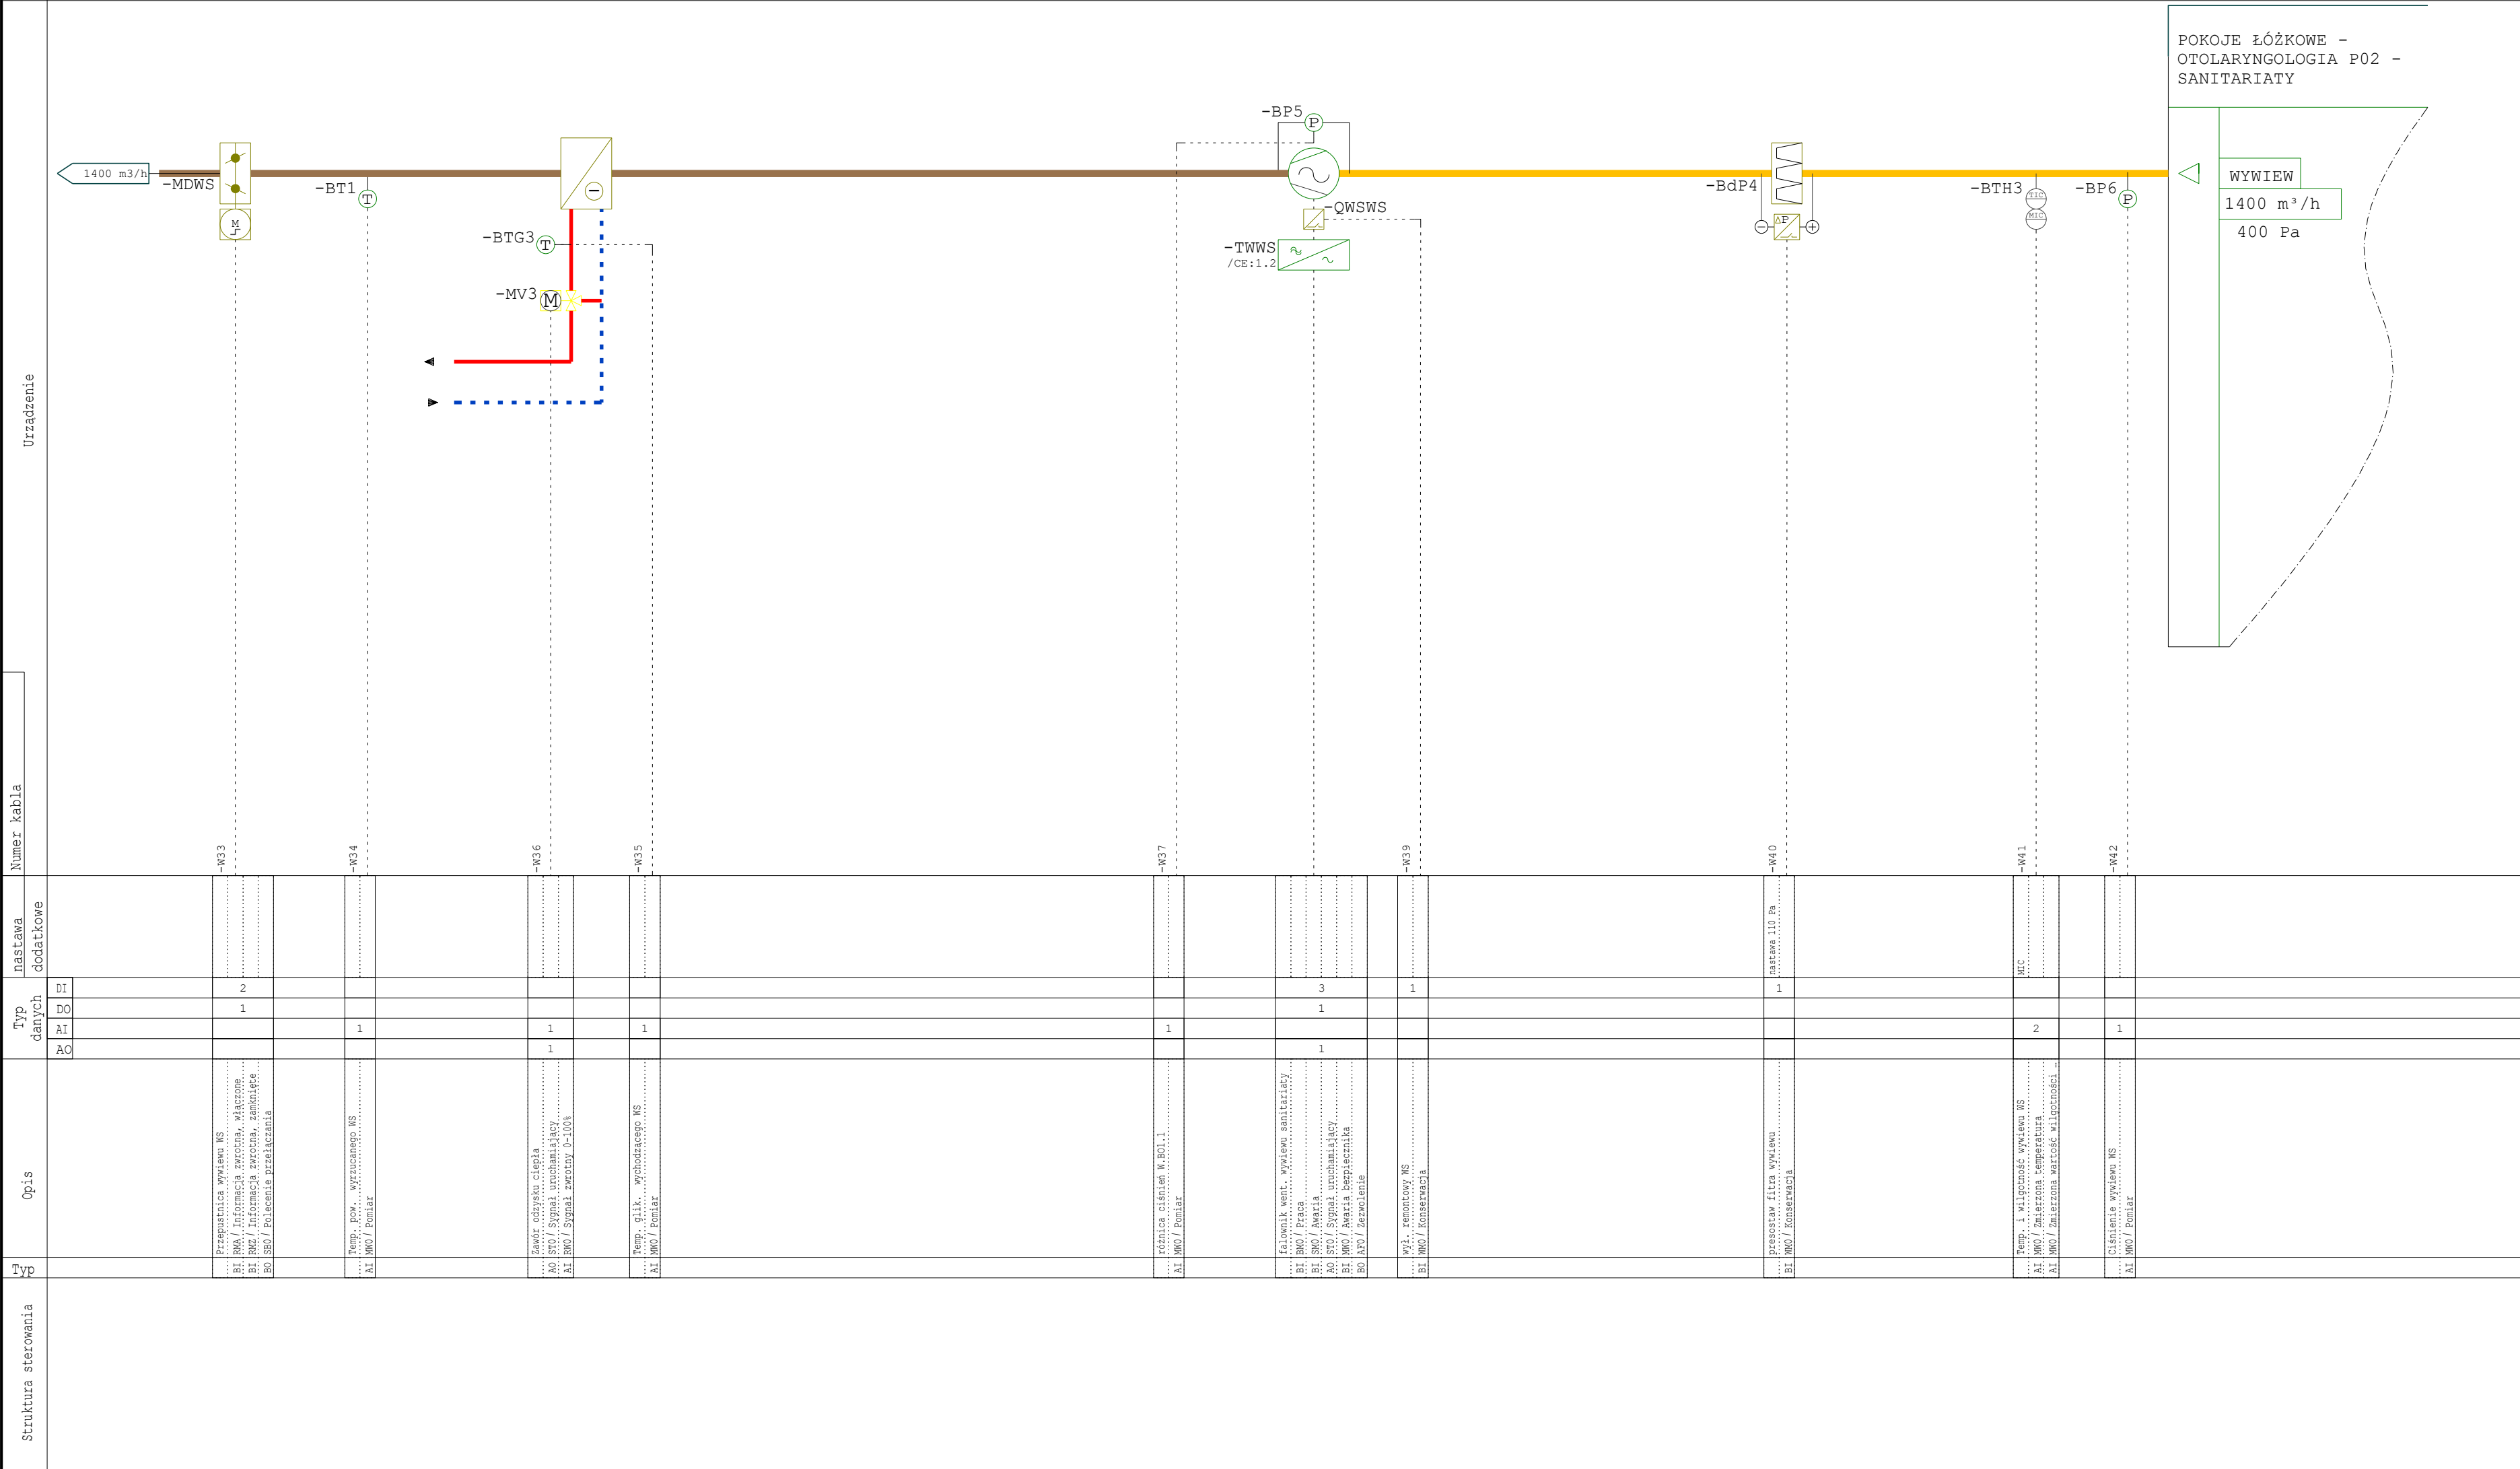 POKOJE ŁÓŻKOWE -
OTOLARYNGOLOGIA P02 -
SANITARIATY
WYWIEW
1400 m³/h
400 Pa
1400 m3/h
-MDWS
M
-BT1
T
-BTG3
T
-MV3
M
-BP5
P
-QWSWS
-TWWS
/CE:1.2
-BdP4
ΔP
-BTH3
TIC
MIC
-BP6
P
Urządzenie
Numer kabla
-W33
-W34
-W36
-W35
-W37
-W39
-W40
-W41
-W42
nastawa
dodatkowe
nastawa 110 Pa
MIC
Typ
danych
DI 2 3 1 1
DO 1 1
AI 1 1 1 1 2 1
AO 1 1
Opis
Typ
Przepustnica wywiewu WS
BI RMA/ Informacja zwrotna, włączone
BI RMZ/ Informacja zwrotna, zamknięte
BO SBO/ Polecenie przełączania
Temp. pow. wyrzucanego WS
AI MWO/ Pomiar
Zawór odzysku ciepła
AO STO/ Sygnał uruchamiający
AI RWO/ Sygnał zwrotny 0-100%
Temp. glik. wychodzącego WS
AI MWO/ Pomiar
różnica ciśnień W.B01.1
AI MWO/ Pomiar
falownik went. wywiewu sanitariaty
BI BMO/ Praca
BI SMO/ Awaria
AO STO/ Sygnał uruchamiający
BI MWO/ Awaria bezpiecznika
BO AFO/ Zezwolenie
wył. remontowy WS
BI WMO/ Konserwacja
presostaw fitra wywiewu
BI WMO/ Konserwacja
Temp. i wilgotność wywiewu WS
AI MWO/ Zmierzona temperatura
AI MWO/ Zmierzona wartość wilgotności …
Ciśnienie wywiewu WS
AI MWO/ Pomiar
Struktura sterowania